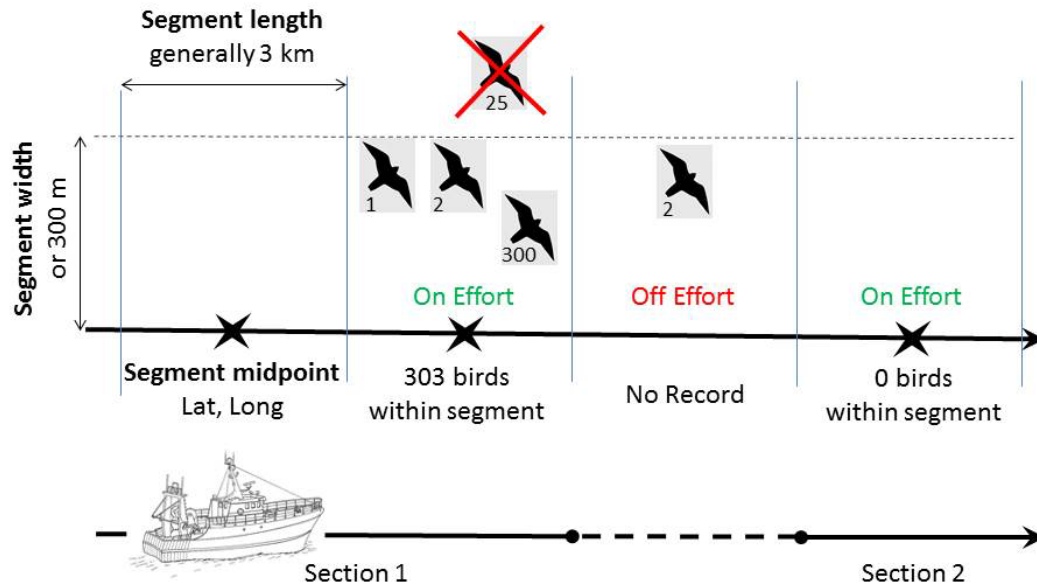 Segment length
generally 3 km
25
Segment width
or 300 m
1
2
300
2
On Effort
Off Effort
On Effort
Segment midpoint
Lat, Long
303 birds
within segment
No Record
0 birds
within segment
Section 1
Section 2